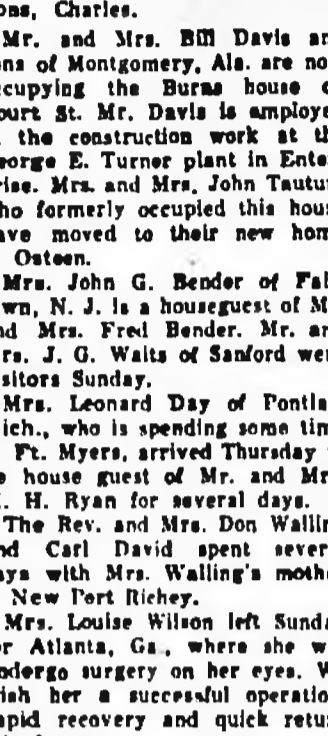 ons, Charles.
Mr. and Mrs. Bill Davis an
ons of Montgomery, Ala. are no
ccupying the Burns house o
ourt St. Mr. Davis is employe
the construction work at th
eorge E. Turner plant in Ente
rise. Mrs. and Mrs. John Tautu
ho formerly occupied this hous
ave moved to their new hom
Osteen.
Mrs. John G. Bender of Fal
wn, N. J. is a houseguest of M
nd Mrs. Fred Bender. Mr. an
rs. J. G. Waits of Sanford wer
isitors Sunday.
Mrs. Leonard Day of Pontia
ich., who is spending some tim
Ft. Myers, arrived Thursday
e house guest of Mr. and Mr
. H. Ryan for several days.
The Rev. and Mrs. Don Wallin
nd Carl David spent sever
ays with Mrs. Walling's mothe
New Port Richey.
Mrs. Louise Wilson left Sunda
or Atlanta, Ga., where she w
ndergo surgery on her eyes. W
ish her a successful operatio
apid recovery and quick retu